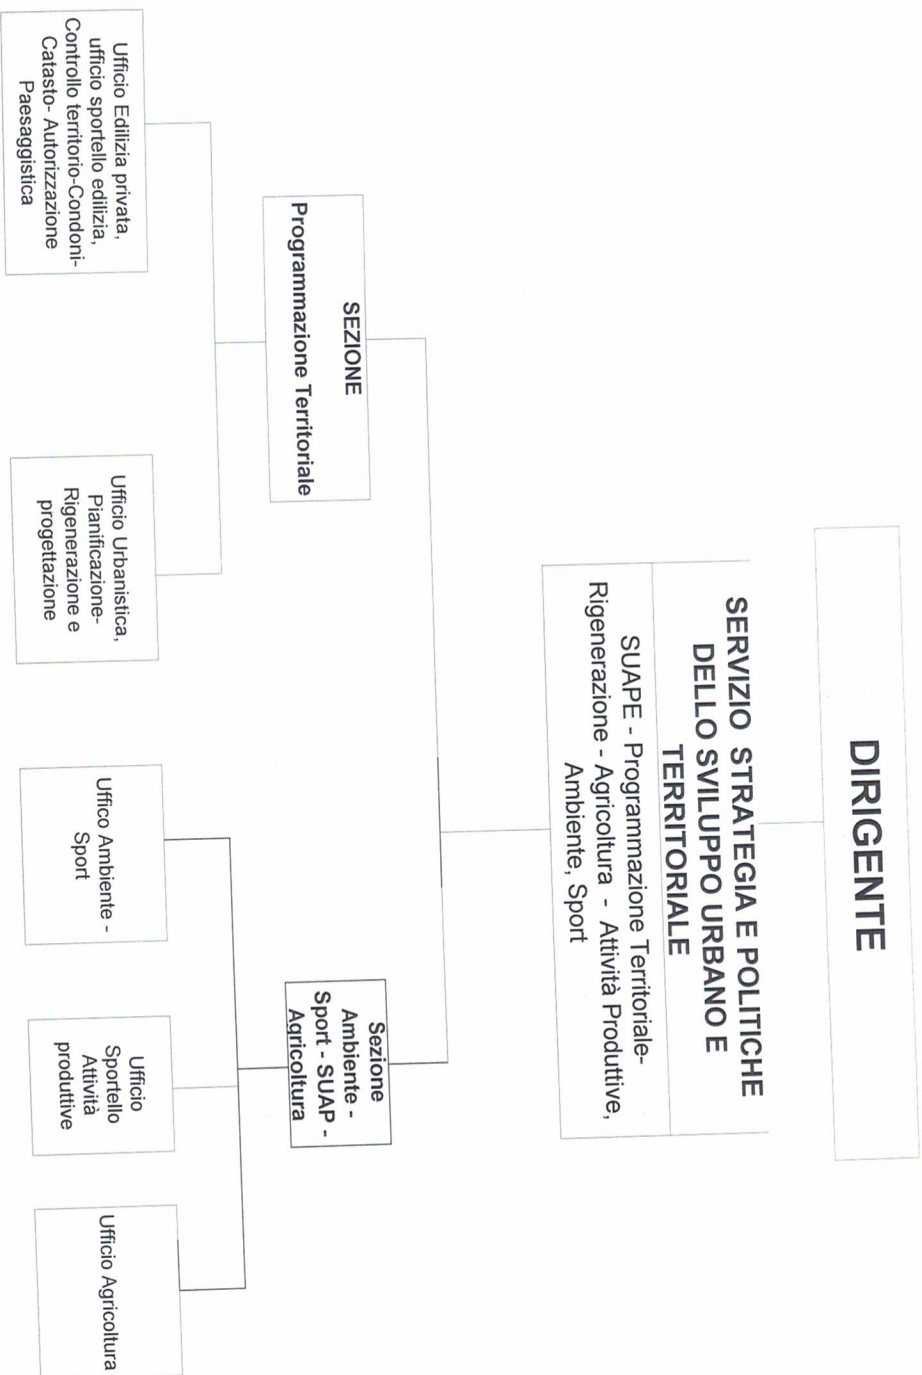 DIRIGENTE
SERVIZIO STRATEGIA E POLITICHE
DELLO SVILUPPO URBANO E
TERRITORIALE
SUAPE - Programmazione Territoriale-
Rigenerazione - Agricoltura - Attività Produttive,
Ambiente, Sport
SEZIONE
Programmazione Territoriale
Sezione
Ambiente -
Sport - SUAP -
Agricoltura
Ufficio Edilizia privata,
ufficio sportello edilizia,
Controllo territorio-Condoni-
Catasto- Autorizzazione
Paesaggistica
Ufficio Urbanistica,
Pianificazione-
Rigenerazione e
progettazione
Uffico Ambiente -
Sport
Ufficio
Sportello
Attività
produttive
Ufficio Agricoltura